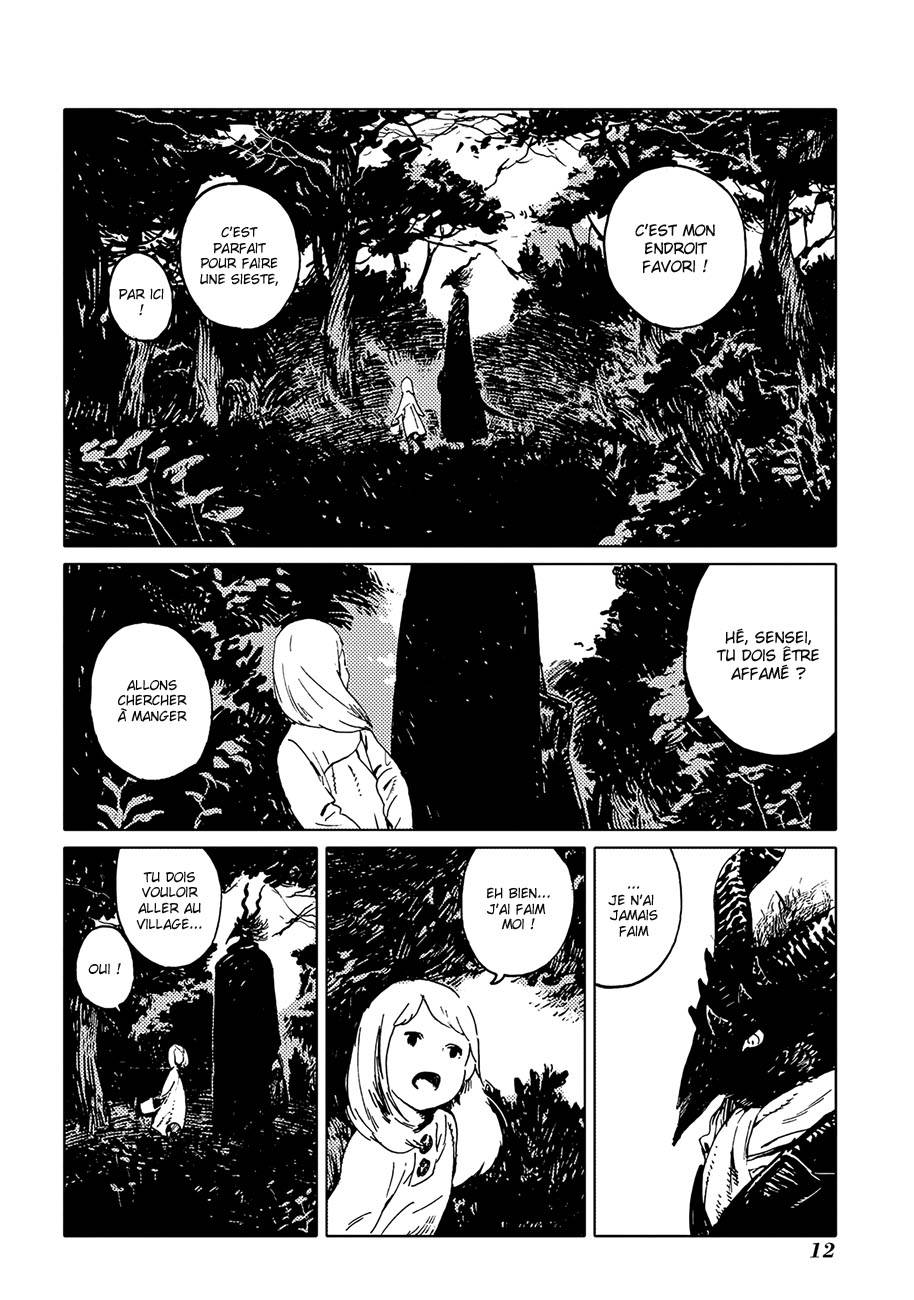 C'EST MON
ENDROIT
FAVORI !
C'EST
PARFAIT
POUR FAIRE
UNE SIESTE,
PAR ICI
!
HÉ, SENSEI,
TU DOIS ÊTRE
AFFAMÉ ?
ALLONS
CHERCHER
À MANGER
...
JE N'AI
JAMAIS
FAIM
EH BIEN...
J'AI FAIM
MOI !
TU DOIS
VOULOIR
ALLER AU
VILLAGE...
OUI !
12